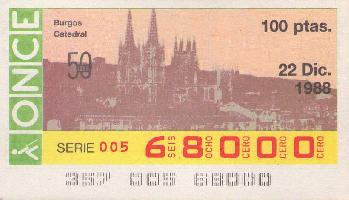 ONCE
Burgos
Catedral
50
100 ptas.
22 Dic.
1988
SERIE 005
68000
SEIS OCHO CERO CERO CERO
357 005 68000